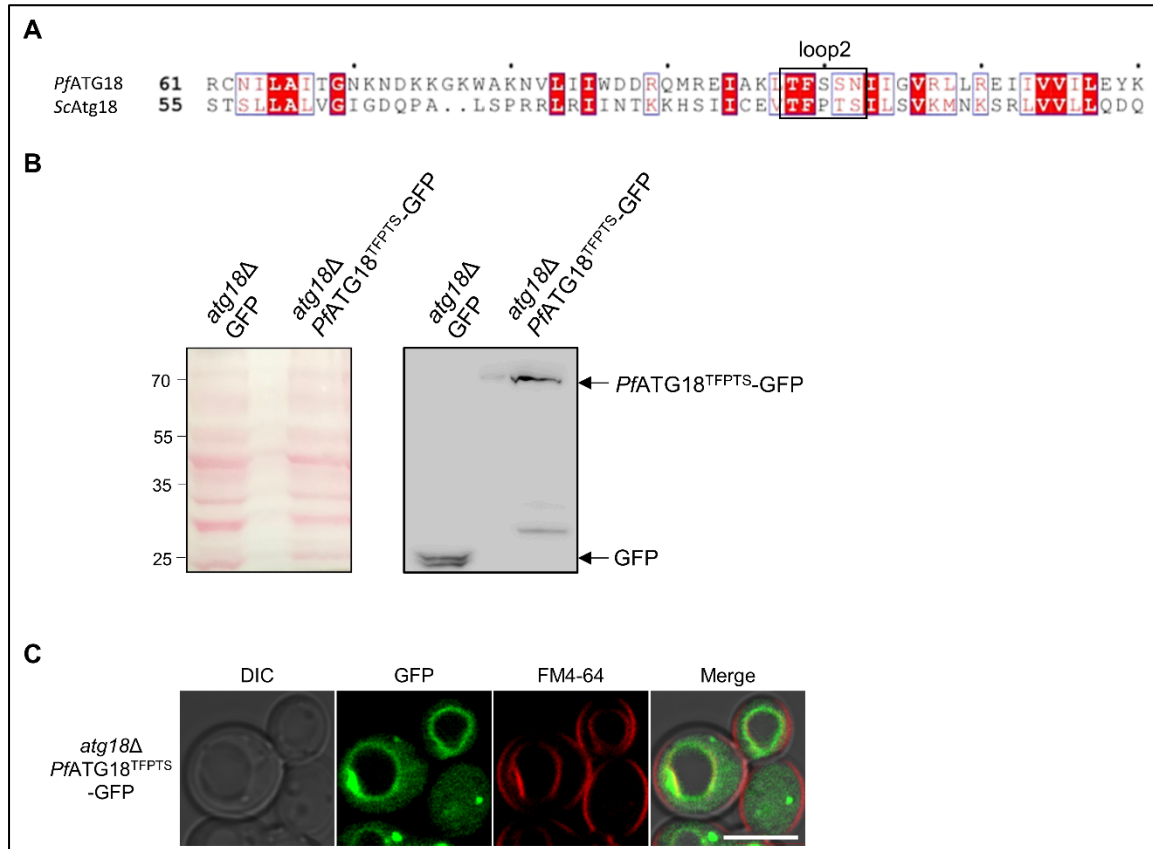 A
loop2
PfATG18 61 RCNILAITGNKNDKKGKWAKNVLIIWDDRQMREIAKLTFSSNIIGVRLLREIIVVILEYK
ScAtg18 55 STSLLALVGIGDQPA..LSPRRLRIINTKKHSIICEVTFPTSILSVKMNKSRLVVLLQDQ
B
atg18Δ
GFP
atg18Δ
PfATG18TFPTS-GFP
atg18Δ
GFP
atg18Δ
PfATG18TFPTS-GFP
70
55
35
25
PfATG18TFPTS-GFP
GFP
C
DIC GFP FM4-64 Merge
atg18Δ
PfATG18TFPTS
-GFP